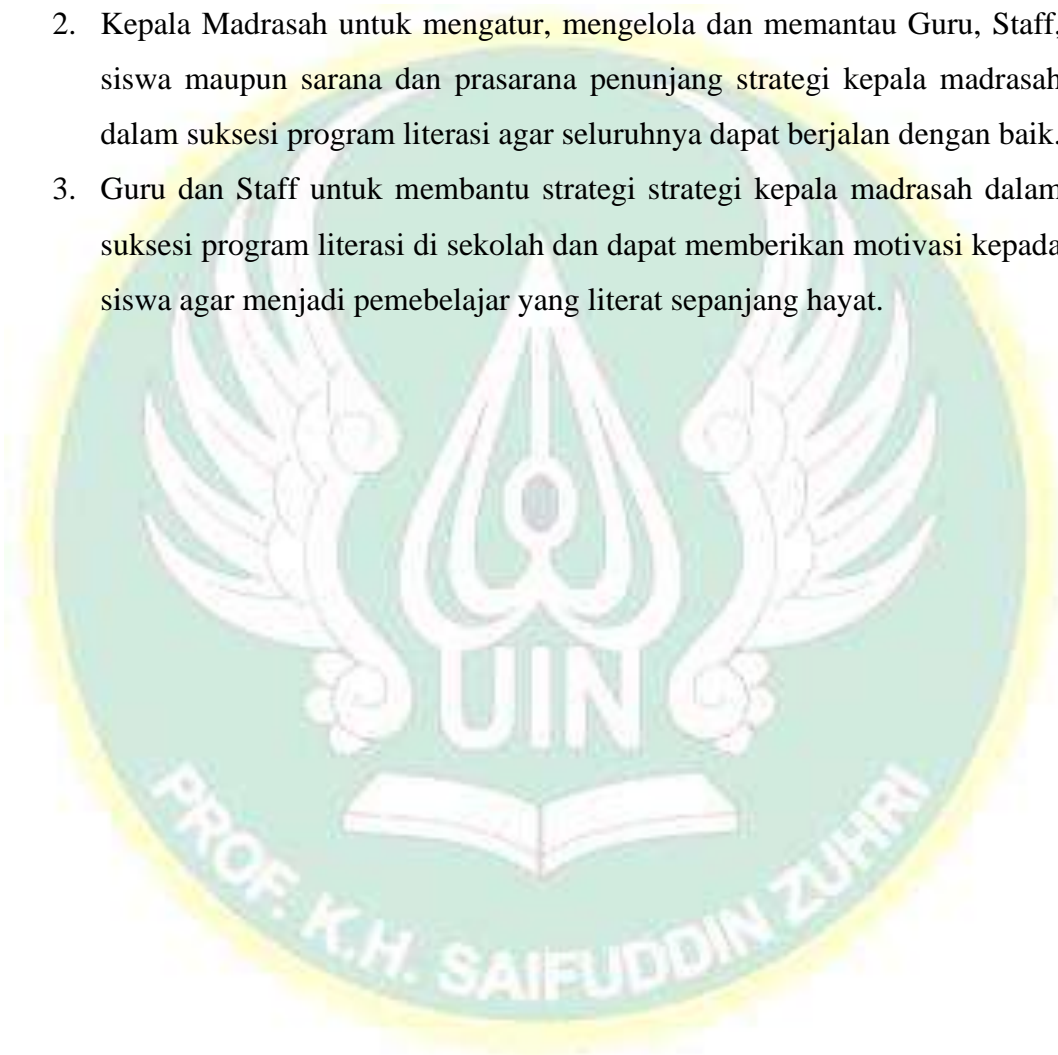 2. Kepala Madrasah untuk mengatur, mengelola dan memantau Guru, Staff,
siswa maupun sarana dan prasarana penunjang strategi kepala madrasah
dalam suksesi program literasi agar seluruhnya dapat berjalan dengan baik.
3. Guru dan Staff untuk membantu strategi strategi kepala madrasah dalam
suksesi program literasi di sekolah dan dapat memberikan motivasi kepada
siswa agar menjadi pemebelajar yang literat sepanjang hayat.
UIN
PROF. K.H. SAIFUDDIN ZUHRI